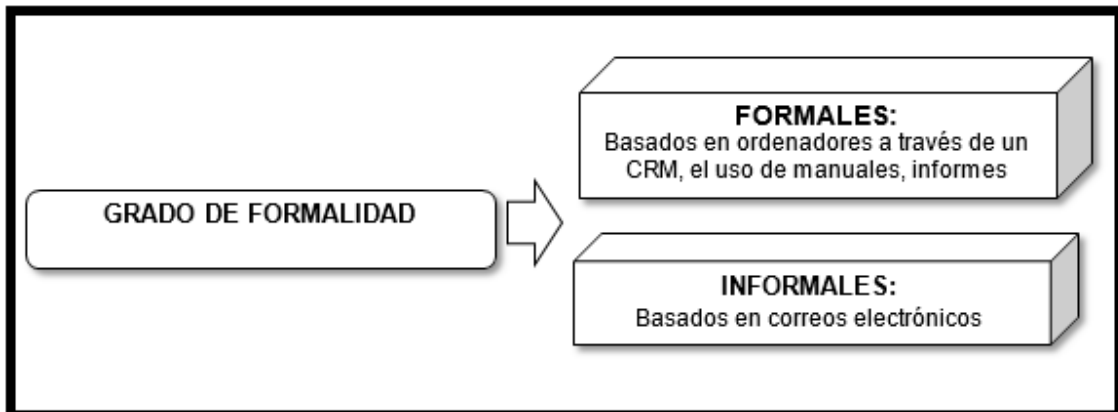 GRADO DE FORMALIDAD
FORMALES:
Basados en ordenadores a través de un
CRM, el uso de manuales, informes
INFORMALES:
Basados en correos electrónicos